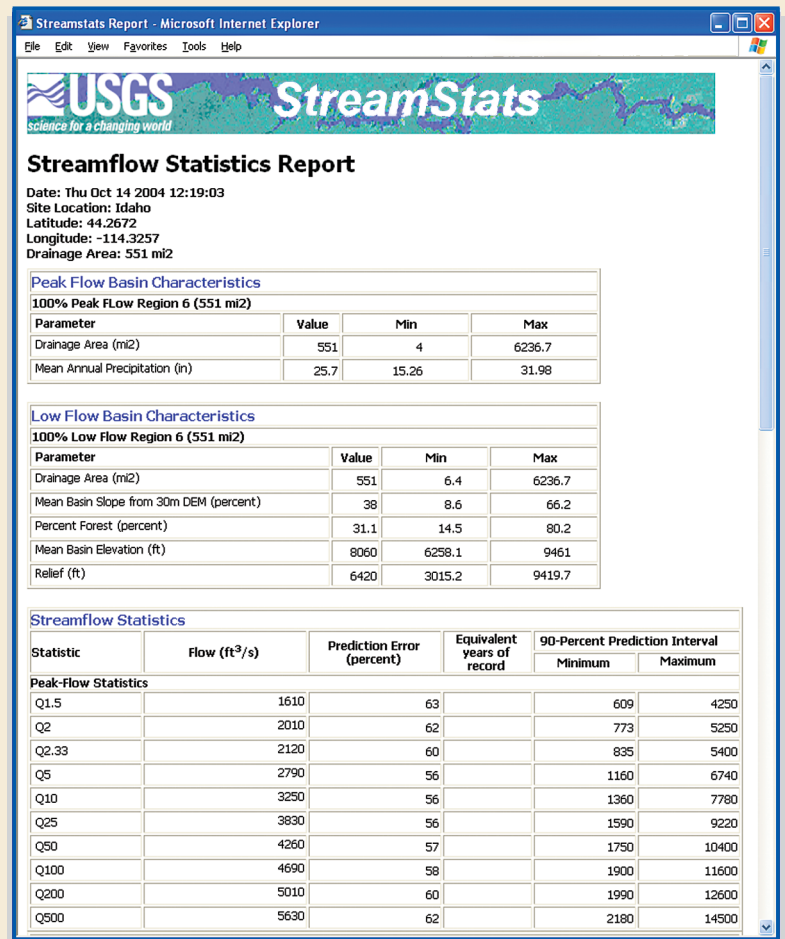 Streamstats Report - Microsoft Internet Explorer
File Edit View Favorites Tools Help
USGS
science for a changing world
StreamStats
Streamflow Statistics Report
Date: Thu Oct 14 2004 12:19:03
Site Location: Idaho
Latitude: 44.2672
Longitude: -114.3257
Drainage Area: 551 mi2
Peak Flow Basin Characteristics
100% Peak FLow Region 6 (551 mi2)
Parameter Value Min Max
Drainage Area (mi2) 551 4 6236.7
Mean Annual Precipitation (in) 25.7 15.26 31.98
Low Flow Basin Characteristics
100% Low Flow Region 6 (551 mi2)
Parameter Value Min Max
Drainage Area (mi2) 551 6.4 6236.7
Mean Basin Slope from 30m DEM (percent) 38 8.6 66.2
Percent Forest (percent) 31.1 14.5 80.2
Mean Basin Elevation (ft) 8060 6258.1 9461
Relief (ft) 6420 3015.2 9419.7
Streamflow Statistics
Statistic Flow (ft³/s) Prediction Error (percent) Equivalent years of record 90-Percent Prediction Interval
Minimum Maximum
Peak-Flow Statistics
Q1.5 1610 63 609 4250
Q2 2010 62 773 5250
Q2.33 2120 60 835 5400
Q5 2790 56 1160 6740
Q10 3250 56 1360 7780
Q25 3830 56 1590 9220
Q50 4260 57 1750 10400
Q100 4690 58 1900 11600
Q200 5010 60 1990 12600
Q500 5630 62 2180 14500